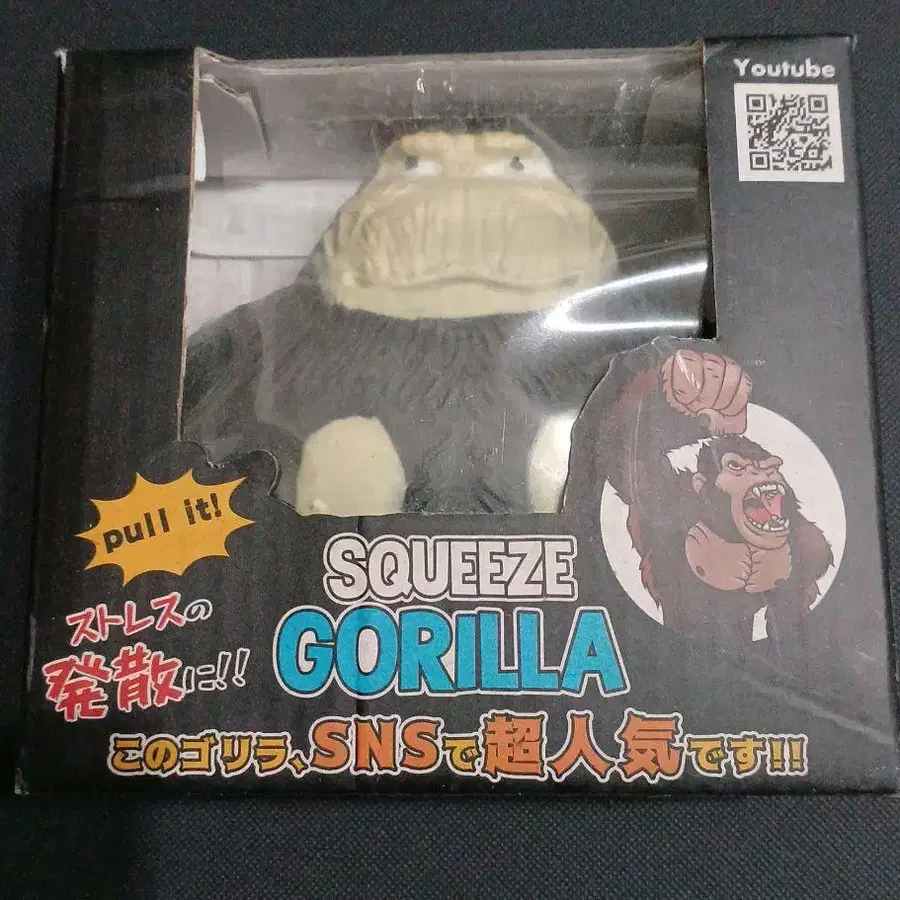 Youtube
pull it!
SQUEEZE
GORILLA
ストレスの
発散に!!
このゴリラ、SNSで超人気です!!